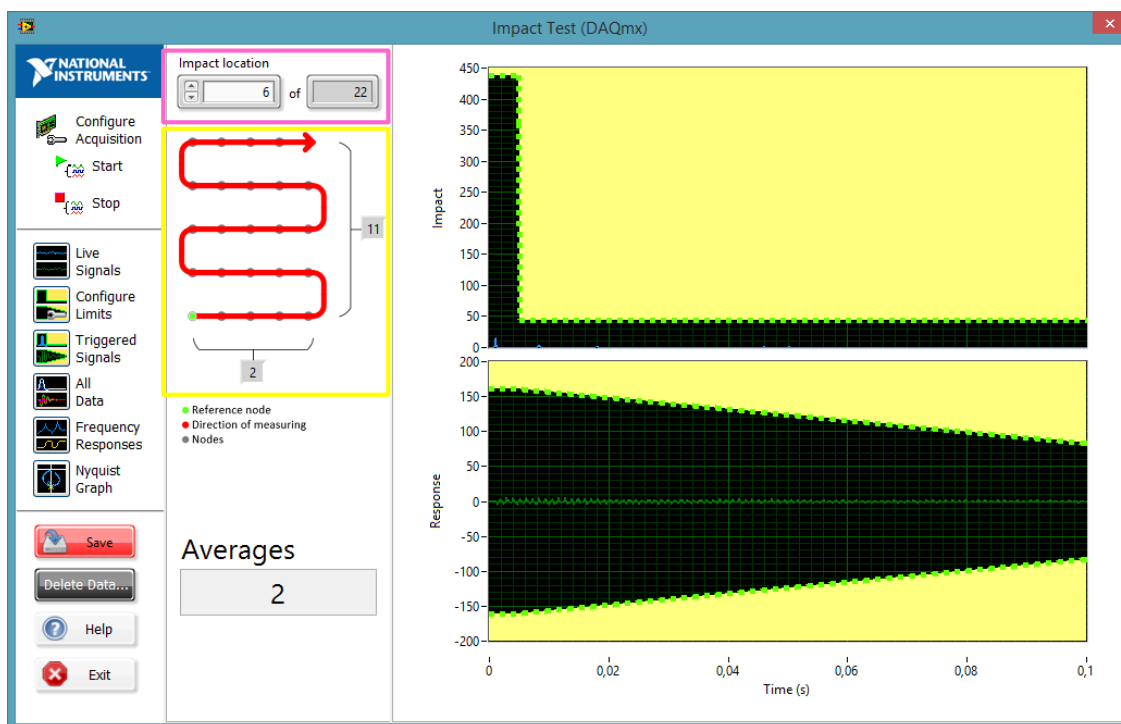 Impact Test (DAQmx)
NATIONAL
INSTRUMENTS
Configure
Acquisition
Start
Stop
Live
Signals
Configure
Limits
Triggered
Signals
All
Data
Frequency
Responses
Nyquist
Graph
Save
Delete Data...
Help
Exit
Impact location
6 of 22
11
2
Reference node
Direction of measuring
Nodes
Averages
2
Impact
450
400
350
300
250
200
150
100
50
0
Response
200
150
100
50
0
-50
-100
-150
-200
0 0,02 0,04 0,06 0,08 0,1
Time (s)